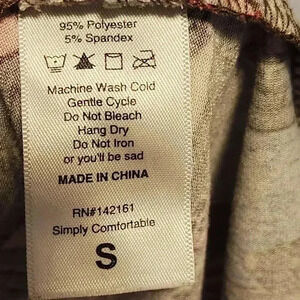 95% Polyester
5% Spandex
Machine Wash Cold
Gentle Cycle
Do Not Bleach
Hang Dry
Do Not Iron
or you'll be sad
MADE IN CHINA
RN#142161
Simply Comfortable
S